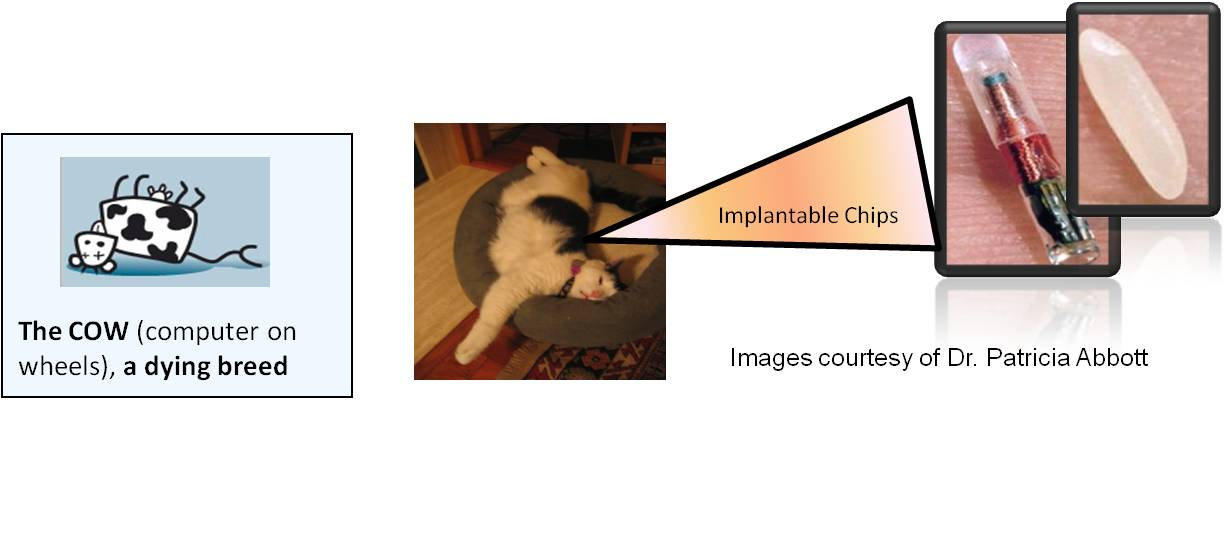 The COW (computer on
wheels), a dying breed
Implantable Chips
Images courtesy of Dr. Patricia Abbott